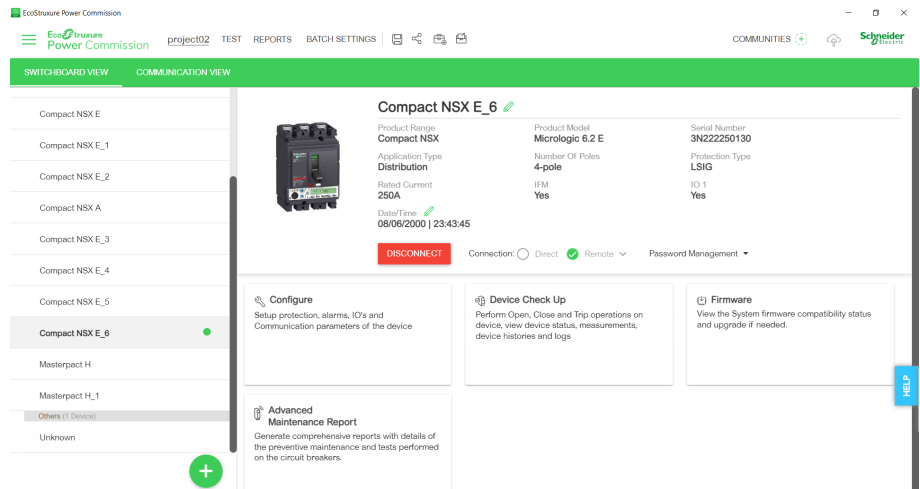 EcoStruxure Power Commission
EcoStruxure
Power Commission
project02
TEST
REPORTS
BATCH SETTINGS
COMMUNITIES
Schneider
Electric
SWITCHBOARD VIEW
COMMUNICATION VIEW
Compact NSX E
Compact NSX E_1
Compact NSX E_2
Compact NSX A
Compact NSX E_3
Compact NSX E_4
Compact NSX E_5
Compact NSX E_6
Masterpact H
Masterpact H_1
Others (1 Device)
Unknown
Compact NSX E_6
Product Range
Compact NSX
Product Model
Micrologic 6.2 E
Serial Number
3N222250130
Application Type
Distribution
Number Of Poles
4-pole
Protection Type
LSIG
Rated Current
250A
IFM
Yes
IO 1
Yes
Date/Time
08/06/2000 | 23:43:45
DISCONNECT
Connection:
Direct
Remote
Password Management
Configure
Setup protection, alarms, IO's and
Communication parameters of the device
Device Check Up
Perform Open, Close and Trip operations on
device, view device status, measurements,
device histories and logs
Firmware
View the System firmware compatibility status
and upgrade if needed.
HELP
Advanced
Maintenance Report
Generate comprehensive reports with details of
the preventive maintenance and tests performed
on the circuit breakers.